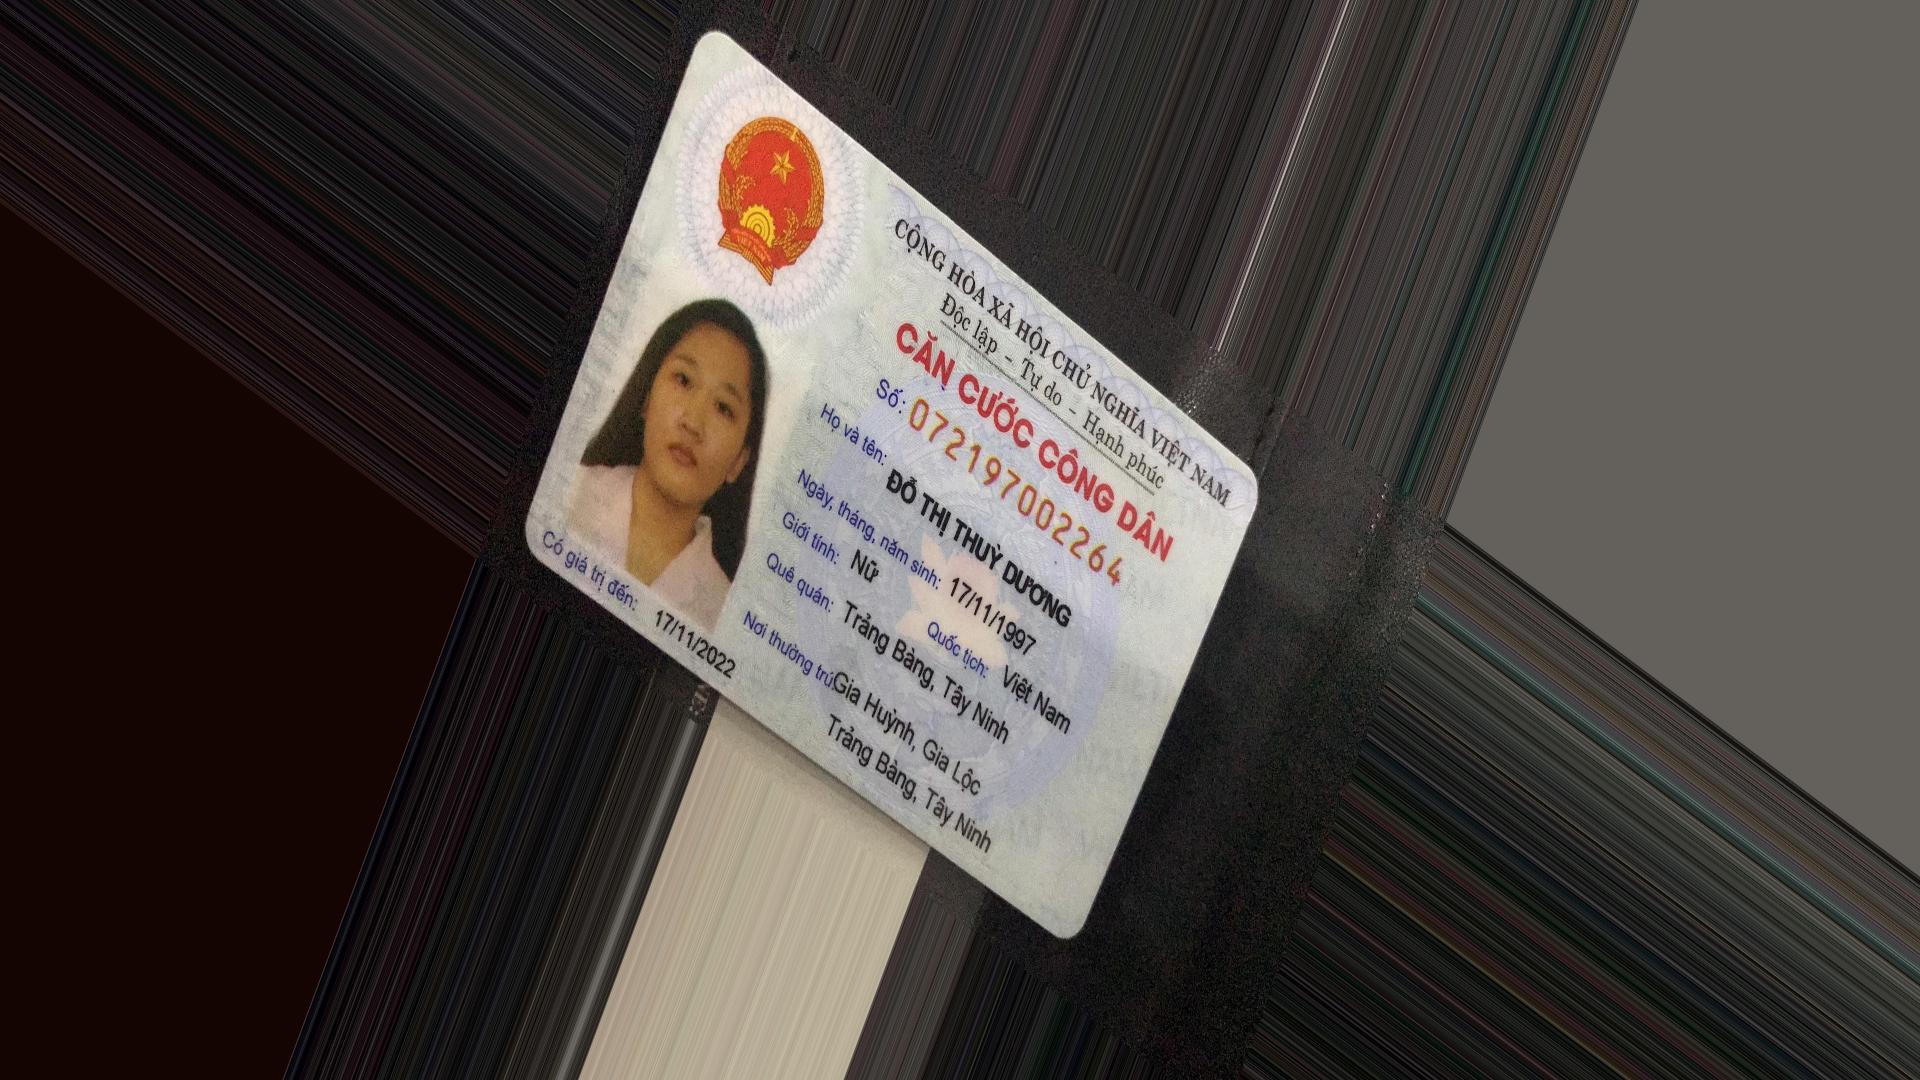 CỘNG HÒA XÃ HỘI CHỦ NGHĨA VIỆT NAM
Độc lập - Tự do - Hạnh phúc
CĂN CƯỚC CÔNG DÂN
Số: 072197002264
Họ và tên: ĐỖ THỊ THUỲ DƯƠNG
Ngày, tháng, năm sinh: 17/11/1997
Giới tính: Nữ Quốc tịch: Việt Nam
Quê quán: Trảng Bàng, Tây Ninh
Nơi thường trú: Gia Huỳnh, Gia Lộc
Trảng Bàng, Tây Ninh
Có giá trị đến: 17/11/2022